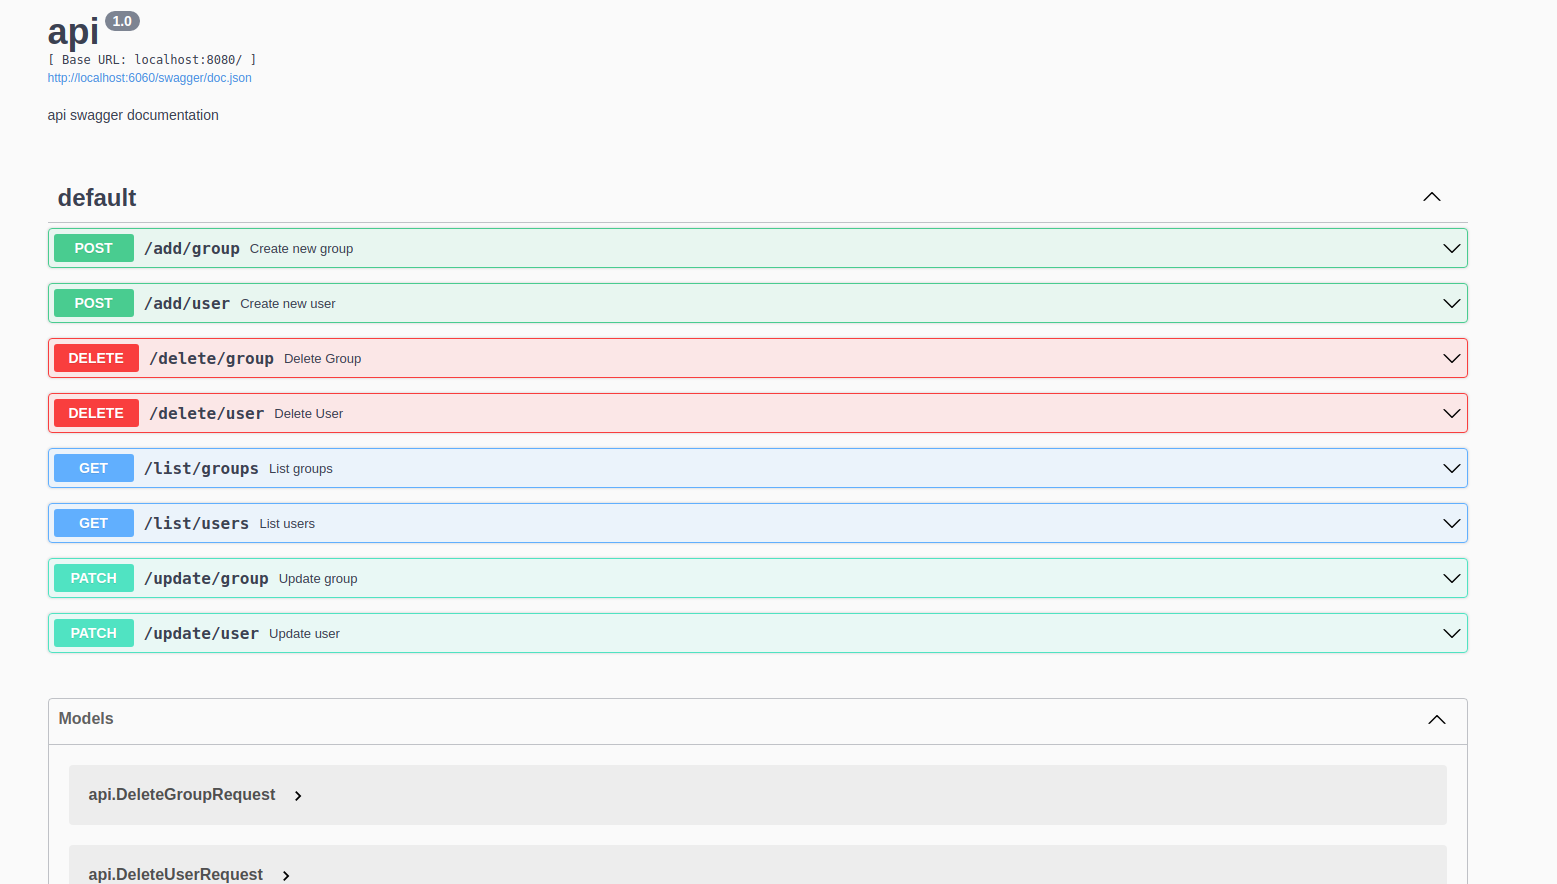 api 1.0
[ Base URL: localhost:8080/ ]
http://localhost:6060/swagger/doc.json
api swagger documentation
default
POST /add/group Create new group
POST /add/user Create new user
DELETE /delete/group Delete Group
DELETE /delete/user Delete User
GET /list/groups List groups
GET /list/users List users
PATCH /update/group Update group
PATCH /update/user Update user
Models
api.DeleteGroupRequest
api.DeleteUserRequest